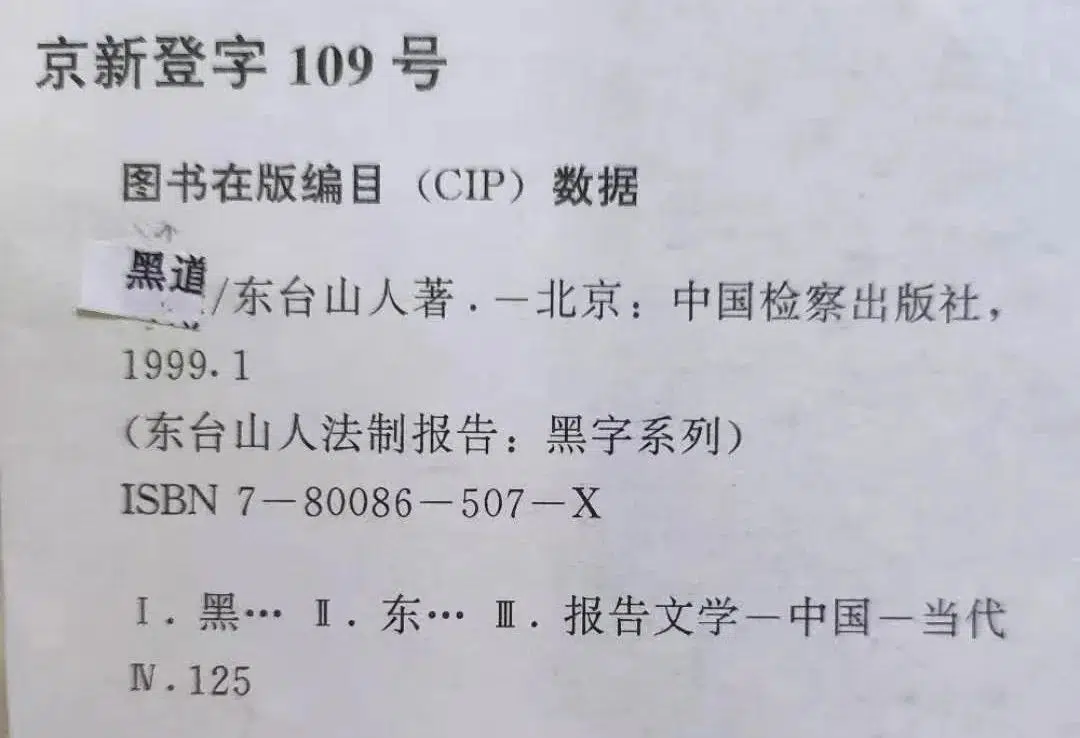 京新登字 109 号
图书在版编目（CIP）数据
黑道/东台山人著.－北京：中国检察出版社，
1999.1
（东台山人法制报告：黑字系列）
ISBN 7－80086－507－X
Ⅰ.黑… Ⅱ.东… Ⅲ.报告文学－中国－当代
Ⅳ.125